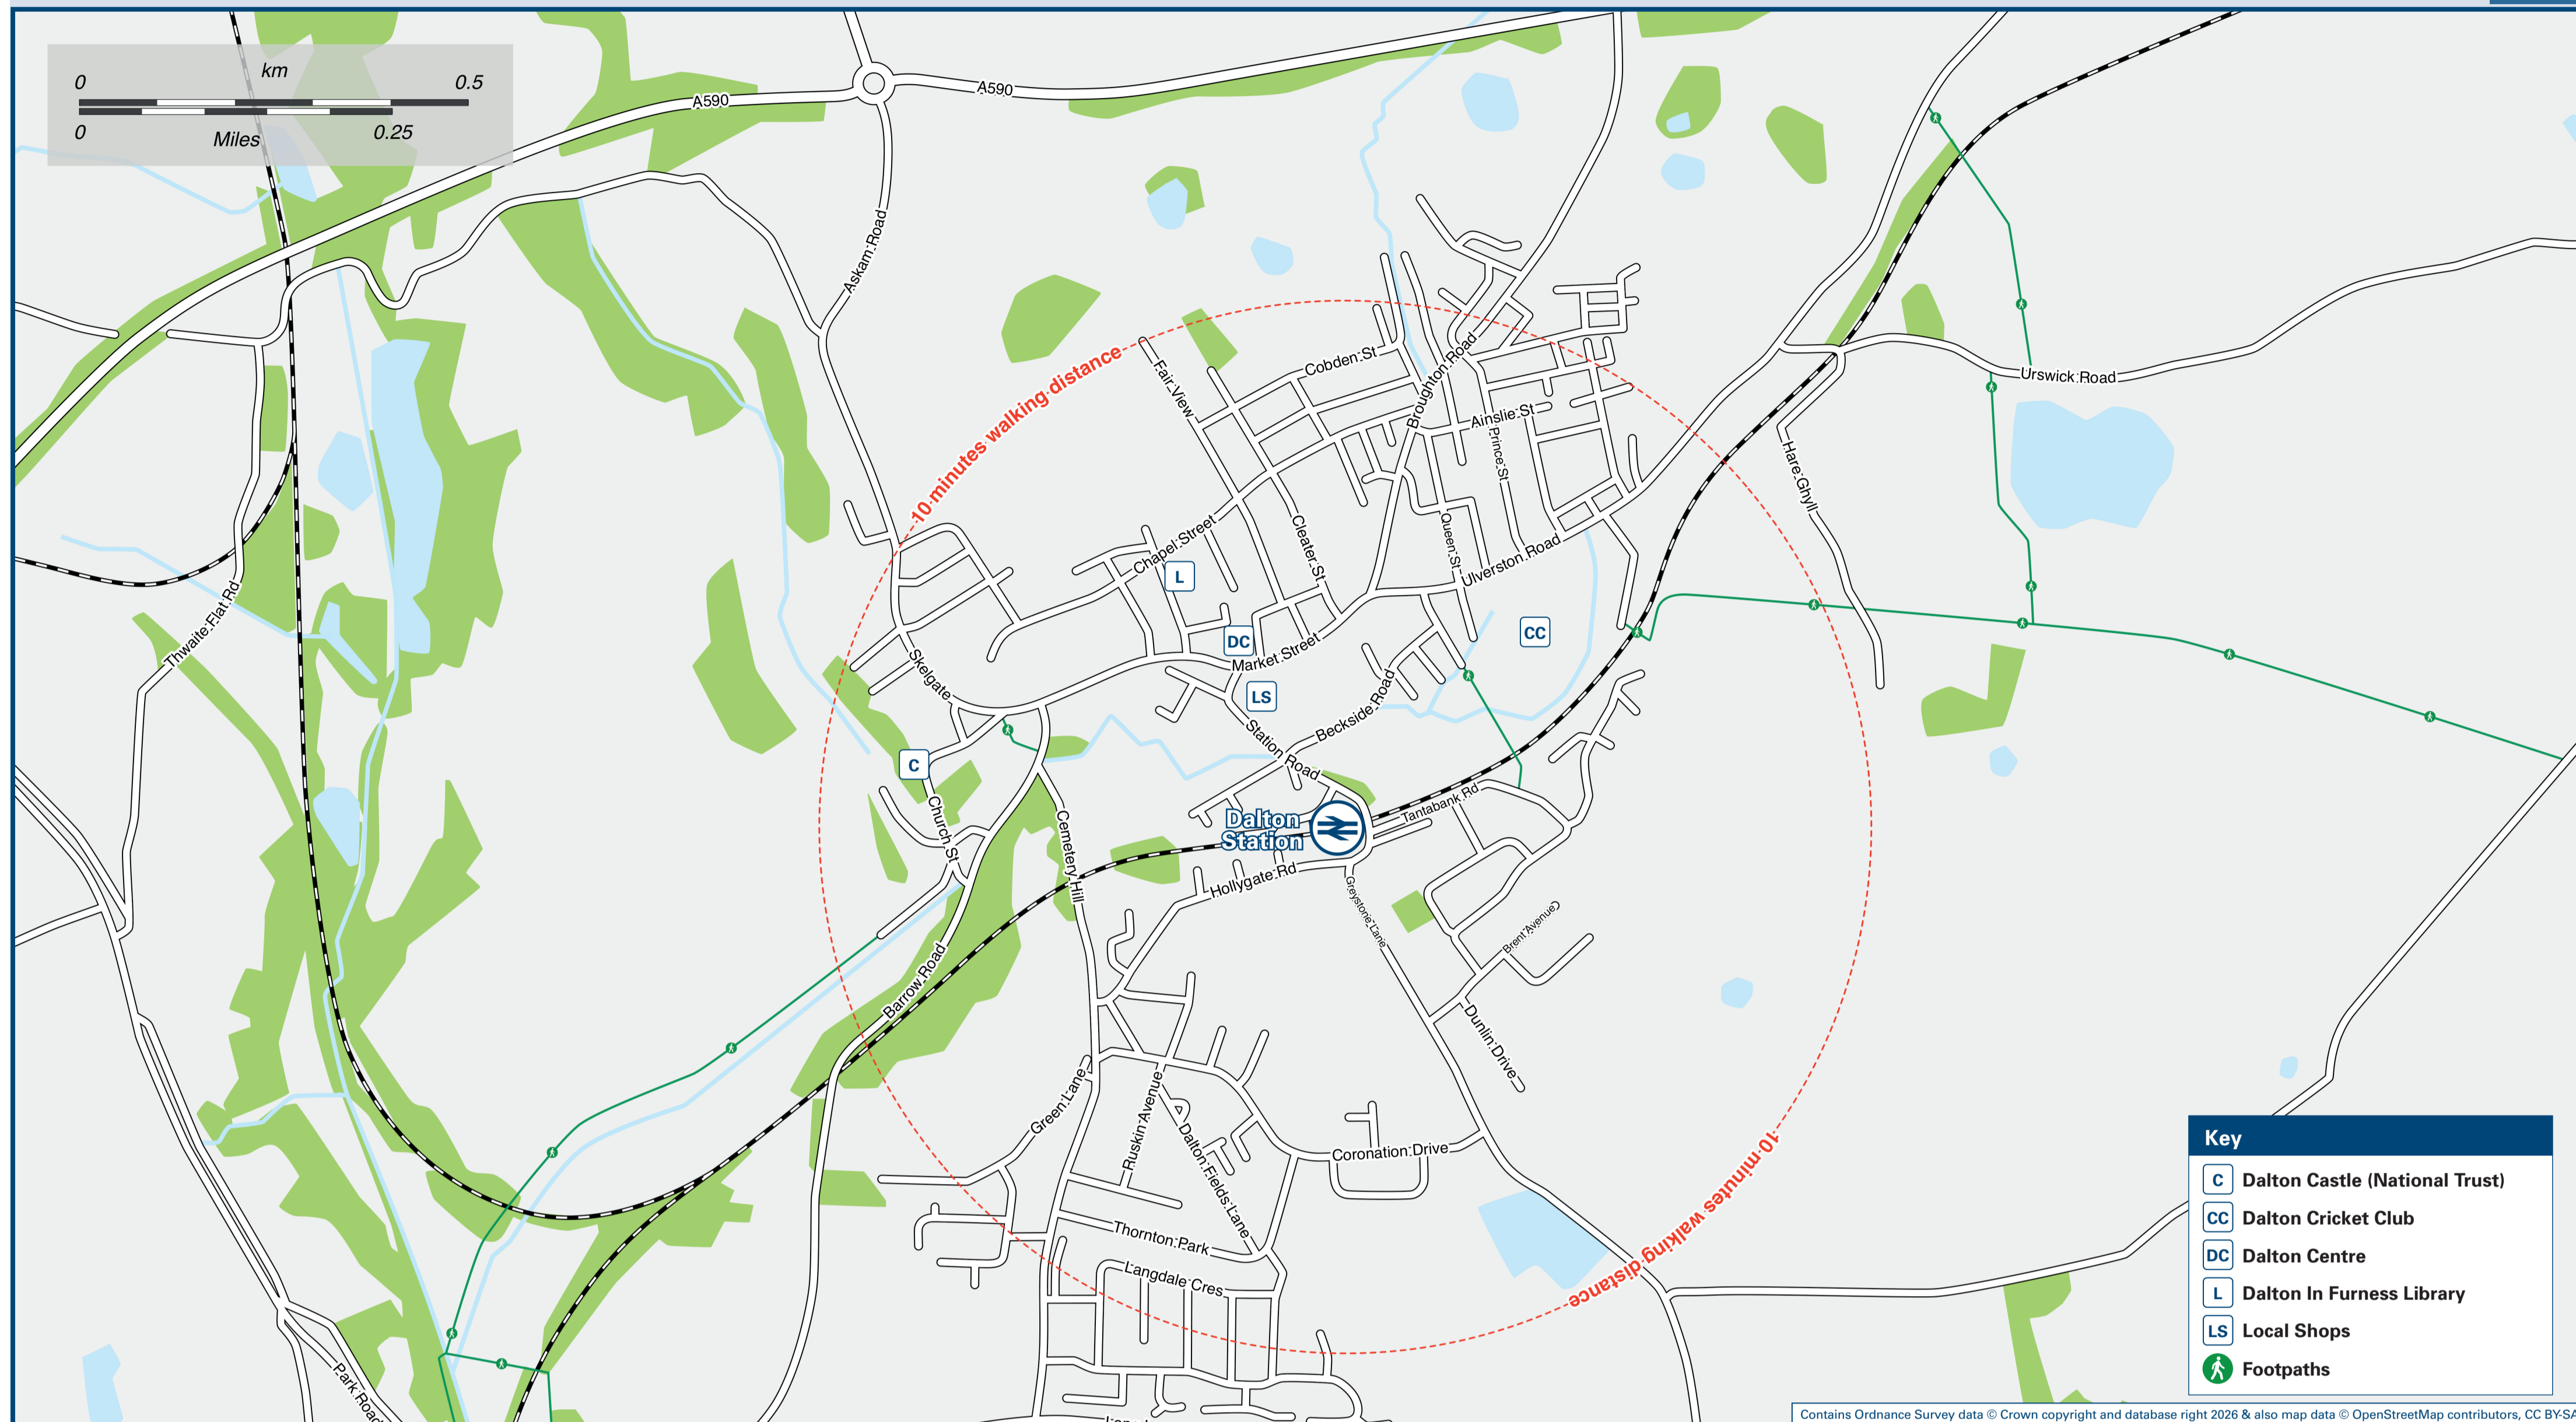 km
0
0.5
0
0.25
Miles
A590
A590
Askam Road
10 minutes walking distance
Fair View
Cobden St
Broughton Road
Ainslie St
Prince St
Urswick Road
Hare Ghyll
Chapel Street
Cleater St
Queen St
Ulverston Road
L
Thwaite Flat Rd
Skelgate
DC
CC
Market Street
LS
Station Road
Beckside Road
C
Church St
Cemetery Hill
Dalton
Station
Tantabank Rd
Hollygate Rd
Greystone Lane
Brent Avenue
Barrow Road
Dunlin Drive
Green Lane
Ruskin Avenue
Dalton Fields Lane
Coronation Drive
10 minutes walking distance
Thornton Park
Langdale Cres
Park Road
Key
C Dalton Castle (National Trust)
CC Dalton Cricket Club
DC Dalton Centre
L Dalton In Furness Library
LS Local Shops
Footpaths
Contains Ordnance Survey data © Crown copyright and database right 2026 & also map data © OpenStreetMap contributors, CC BY-SA